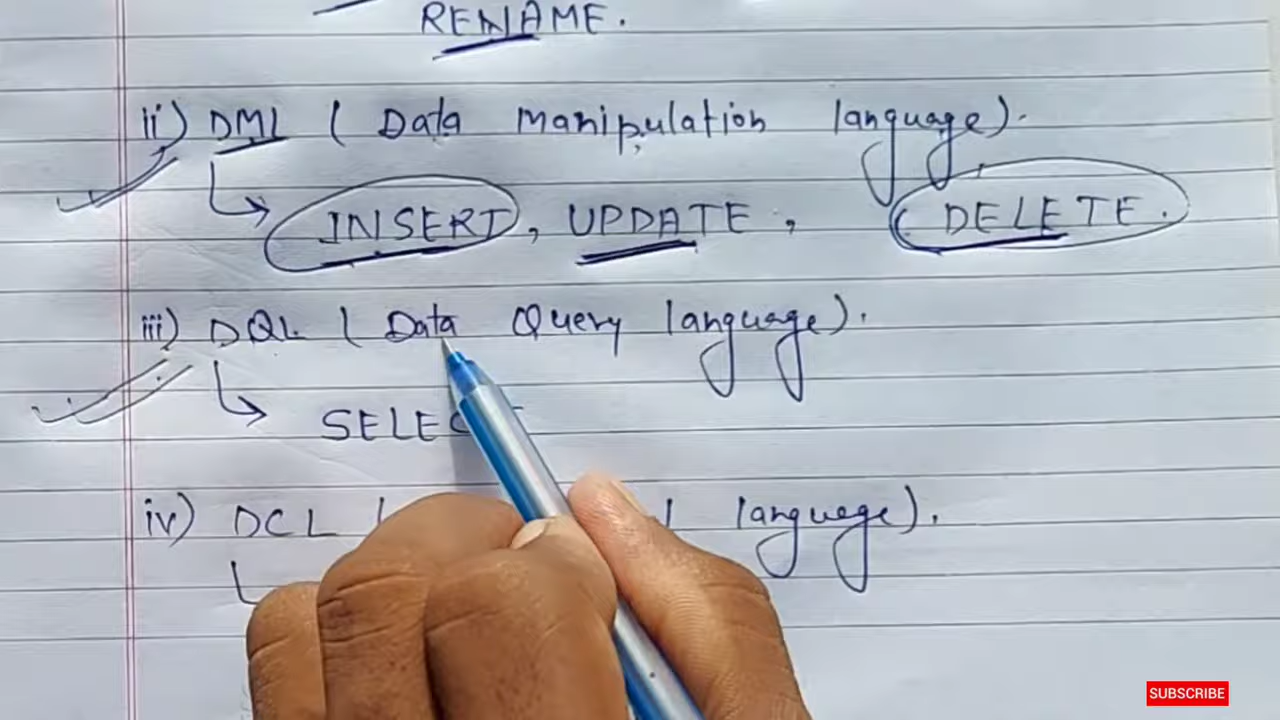 RENAME.
ii) DML ( Data manipulation language).
INSERT, UPDATE, DELETE.
iii) DQL ( Data Query language).
SELEC
iv) DCL ( l language).
SUBSCRIBE